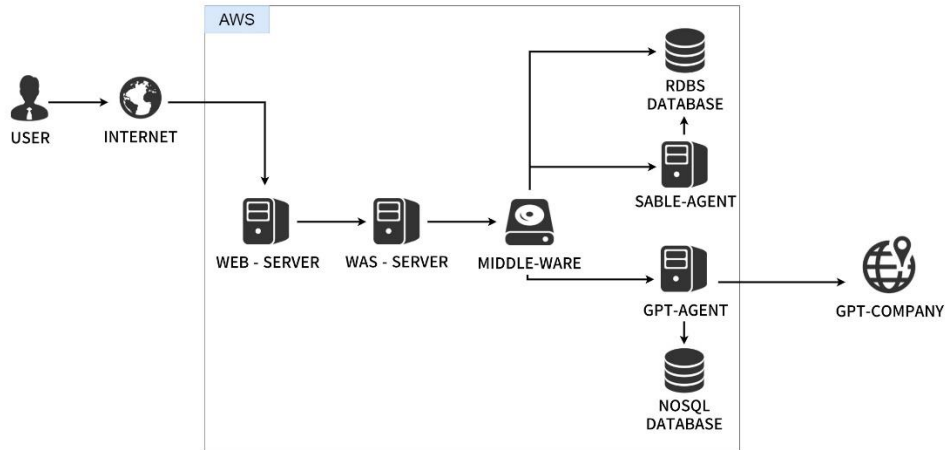 AWS
RDBS
DATABASE
USER
INTERNET
SABLE-AGENT
WEB - SERVER
WAS - SERVER
MIDDLE-WARE
GPT-AGENT
GPT-COMPANY
NOSQL
DATABASE